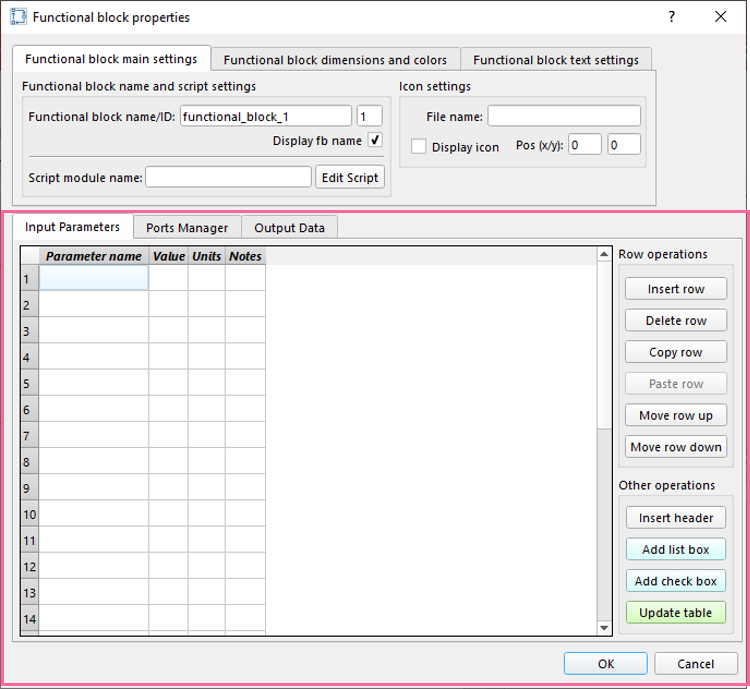 Functional block properties
?
Functional block main settings
Functional block dimensions and colors
Functional block text settings
Functional block name and script settings
Functional block name/ID: functional_block_1 1
Display fb name
Script module name: Edit Script
Icon settings
File name:
Display icon Pos (x/y): 0 0
Input Parameters
Ports Manager
Output Data
Parameter name Value Units Notes
1
2
3
4
5
6
7
8
9
10
11
12
13
14
Row operations
Insert row
Delete row
Copy row
Paste row
Move row up
Move row down
Other operations
Insert header
Add list box
Add check box
Update table
OK
Cancel